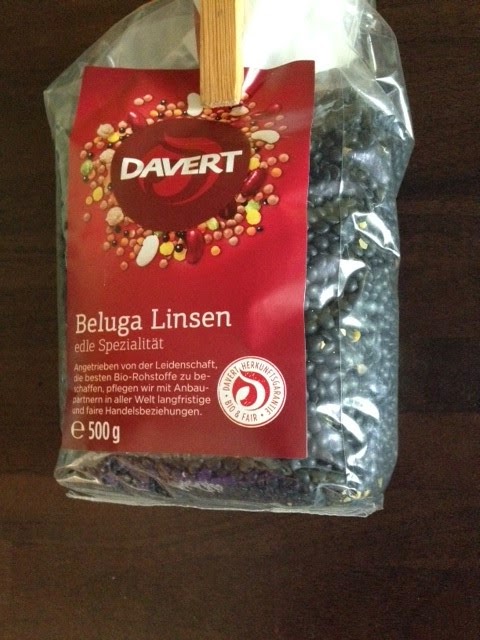 DAVERT
Beluga Linsen
edle Spezialität
Angetrieben von der Leidenschaft,
die besten Bio-Rohstoffe zu be-
schaffen, pflegen wir mit Anbau-
partnern in aller Welt langfristige
und faire Handelsbeziehungen.
℮ 500 g
DAVERT HERKUNFTSGARANTIE
• BIO & FAIR •